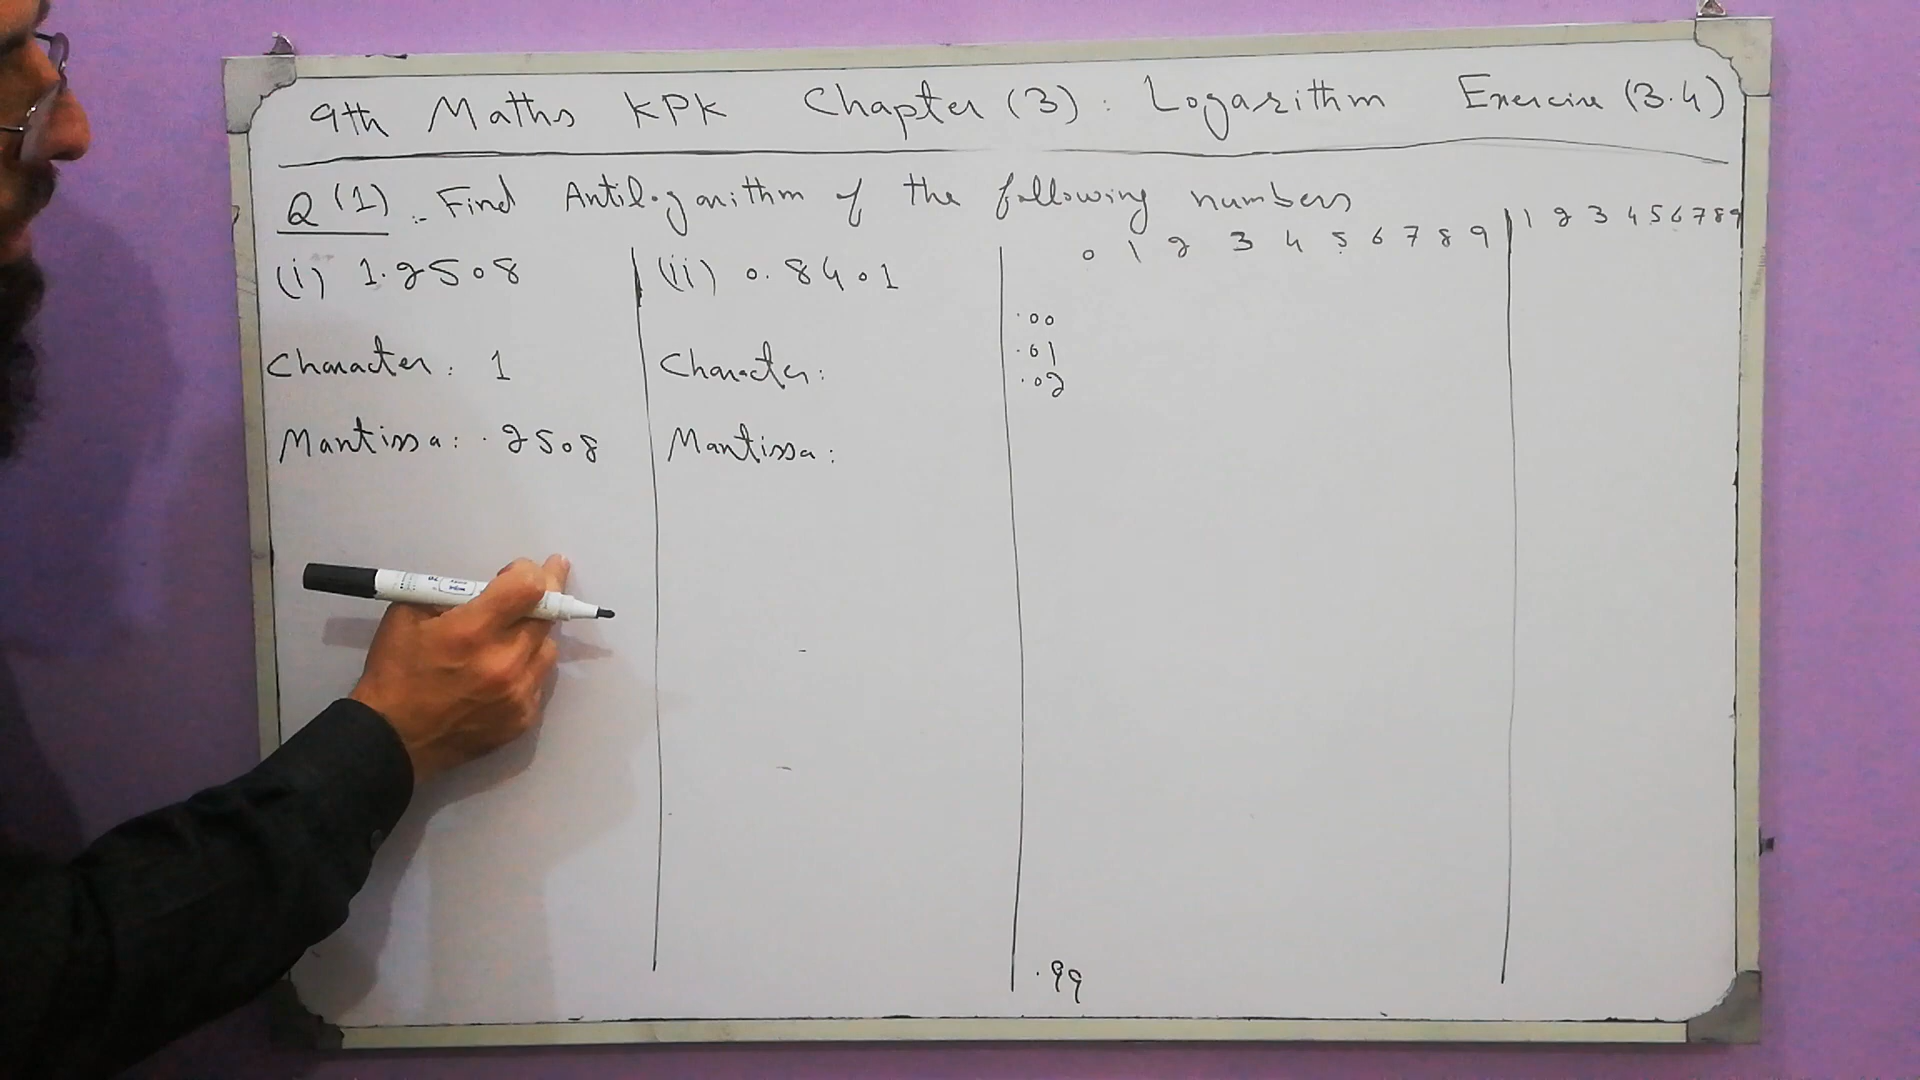 9th Maths KPK Chapter (3) : Logarithm Exercise (3.4)
Q (1) :- Find Antilogarithm of the following numbers
(i) 1.2508
Character : 1
Mantissa : .2508
(ii) 0.8401
Character :
Mantissa :
0 1 2 3 4 5 6 7 8 9
1 2 3 4 5 6 7 8 9
.00
.01
.02
.99